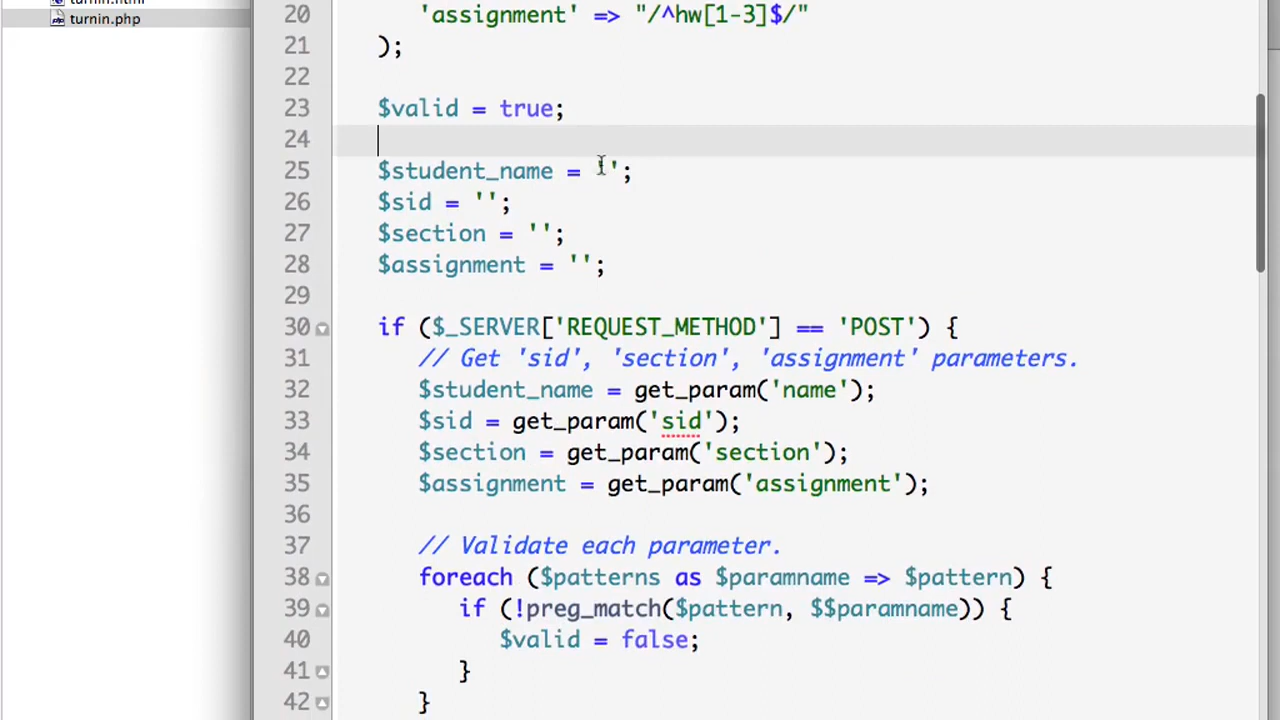 turnin.html
turnin.php
20 'assignment' => "/^hw[1-3]$/"
21 );
22
23 $valid = true;
24
25 $student_name = '';
26 $sid = '';
27 $section = '';
28 $assignment = '';
29
30 if ($_SERVER['REQUEST_METHOD'] == 'POST') {
31 // Get 'sid', 'section', 'assignment' parameters.
32 $student_name = get_param('name');
33 $sid = get_param('sid');
34 $section = get_param('section');
35 $assignment = get_param('assignment');
36
37 // Validate each parameter.
38 foreach ($patterns as $paramname => $pattern) {
39 if (!preg_match($pattern, $$paramname)) {
40 $valid = false;
41 }
42 }